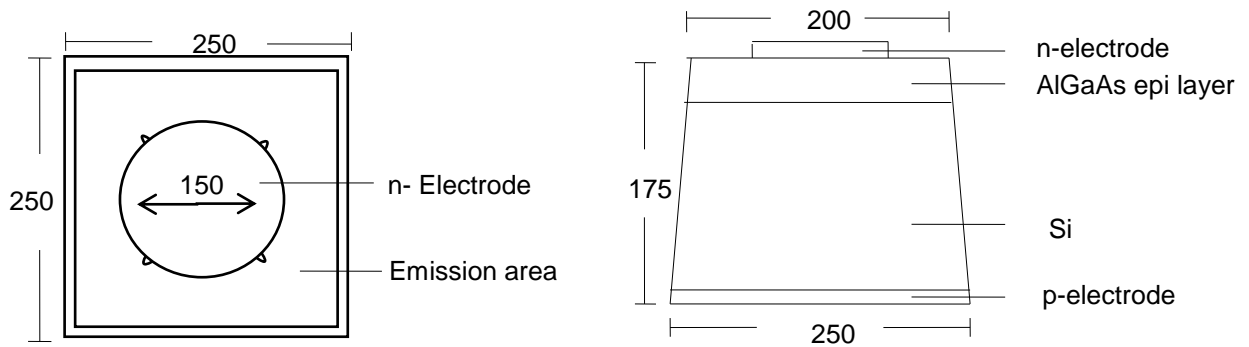 250
250
150
n- Electrode
Emission area
200
n-electrode
AlGaAs epi layer
175
Si
p-electrode
250